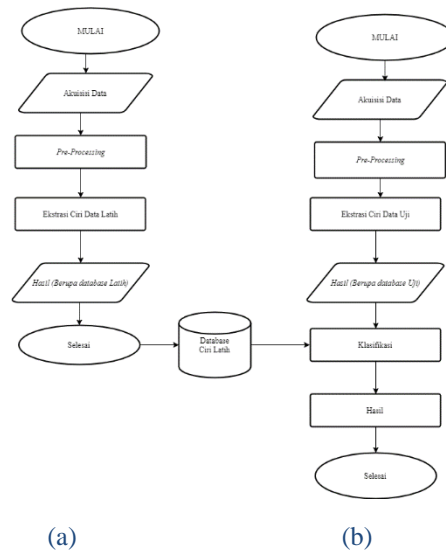 MULAI
Akuisisi Data
Pre-Processing
Ekstrasi Ciri Data Latih
Hasil (Berupa database Latih)
Selesai
Database
Ciri Latih
MULAI
Akuisisi Data
Pre-Processing
Ekstrasi Ciri Data Uji
Hasil (Berupa database Uji)
Klasifikasi
Hasil
Selesai
(a)
(b)